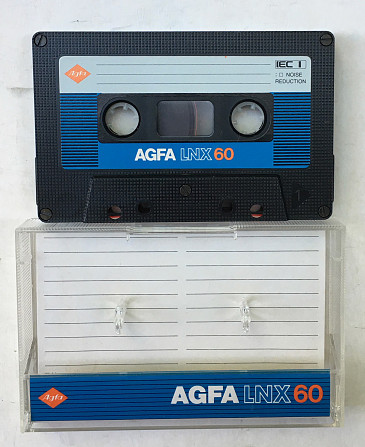 Agfa
IEC I
: □ NOISE
REDUCTION
AGFA LNX 60
Agfa
AGFA LNX 60